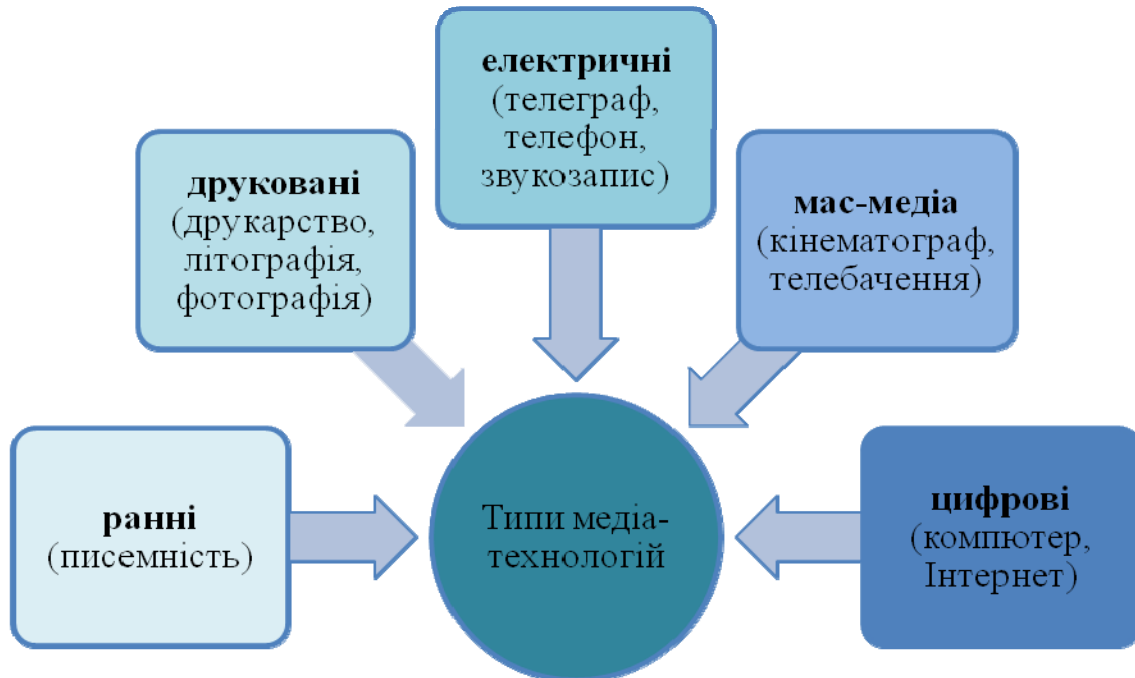 електричні
(телеграф,
телефон,
звукозапис)
друковані
(друкарство,
літографія,
фотографія)
мас-медіа
(кінематограф,
телебачення)
ранні
(писемність)
Типи медіа-
технологій
цифрові
(компютер,
Інтернет)